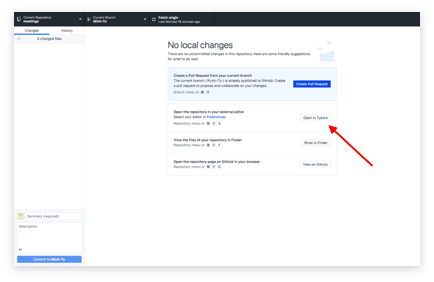 Current Repository
meetings
Current Branch
Minh-Tu
Fetch origin
Last fetched 36 minutes ago
Changes
History
0 changed files
No local changes
There are no uncommitted changes in this repository. Here are some friendly suggestions
for what to do next.
Create a Pull Request from your current branch
The current branch (Minh-Tu) is already published to GitHub. Create
a pull request to propose and collaborate on your changes.
Branch menu or ⌘ R
Create Pull Request
Open the repository in your external editor
Select your editor in Preferences
Repository menu or ⌘ ⇧ A
Open in Typora
View the files of your repository in Finder
Repository menu or ⌘ ⇧ F
Show in Finder
Open the repository page on GitHub in your browser
Repository menu or ⌘ ⇧ G
View on GitHub
Summary (required)
Description
Commit to Minh-Tu